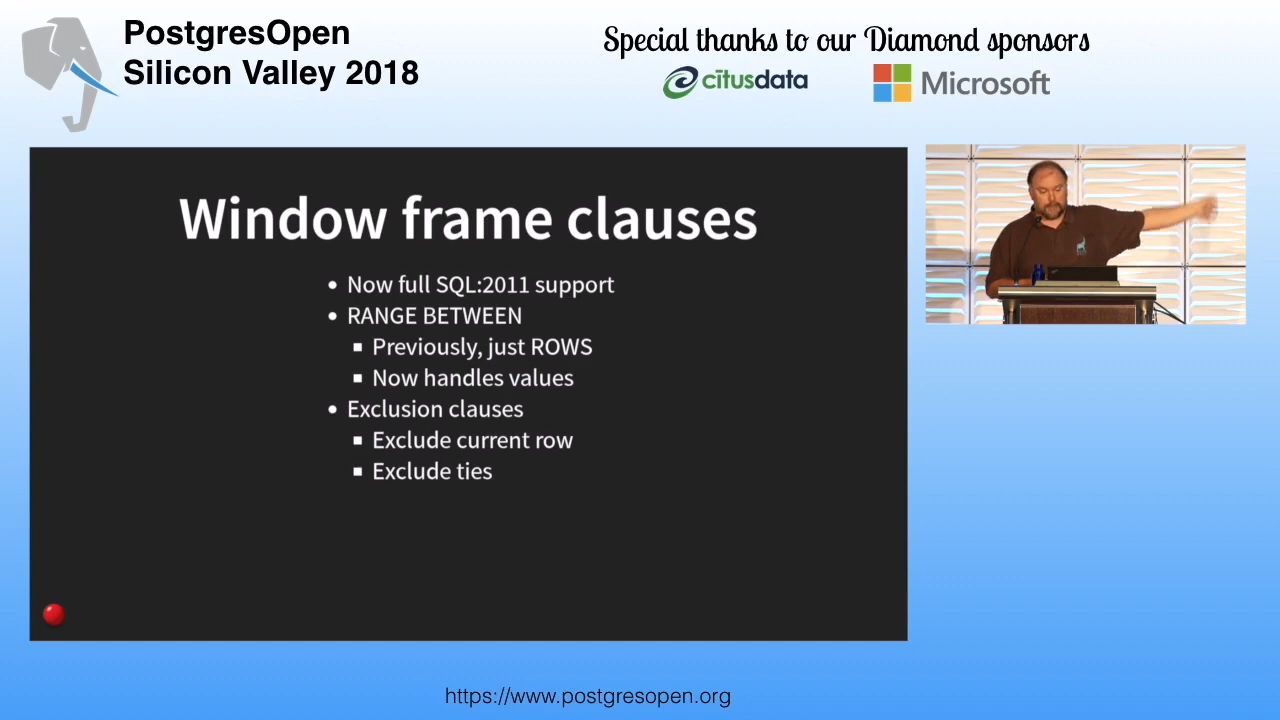 PostgresOpen
Silicon Valley 2018
Special thanks to our Diamond sponsors
citusdata
Microsoft
Window frame clauses
Now full SQL:2011 support
RANGE BETWEEN
Previously, just ROWS
Now handles values
Exclusion clauses
Exclude current row
Exclude ties
https://www.postgresopen.org